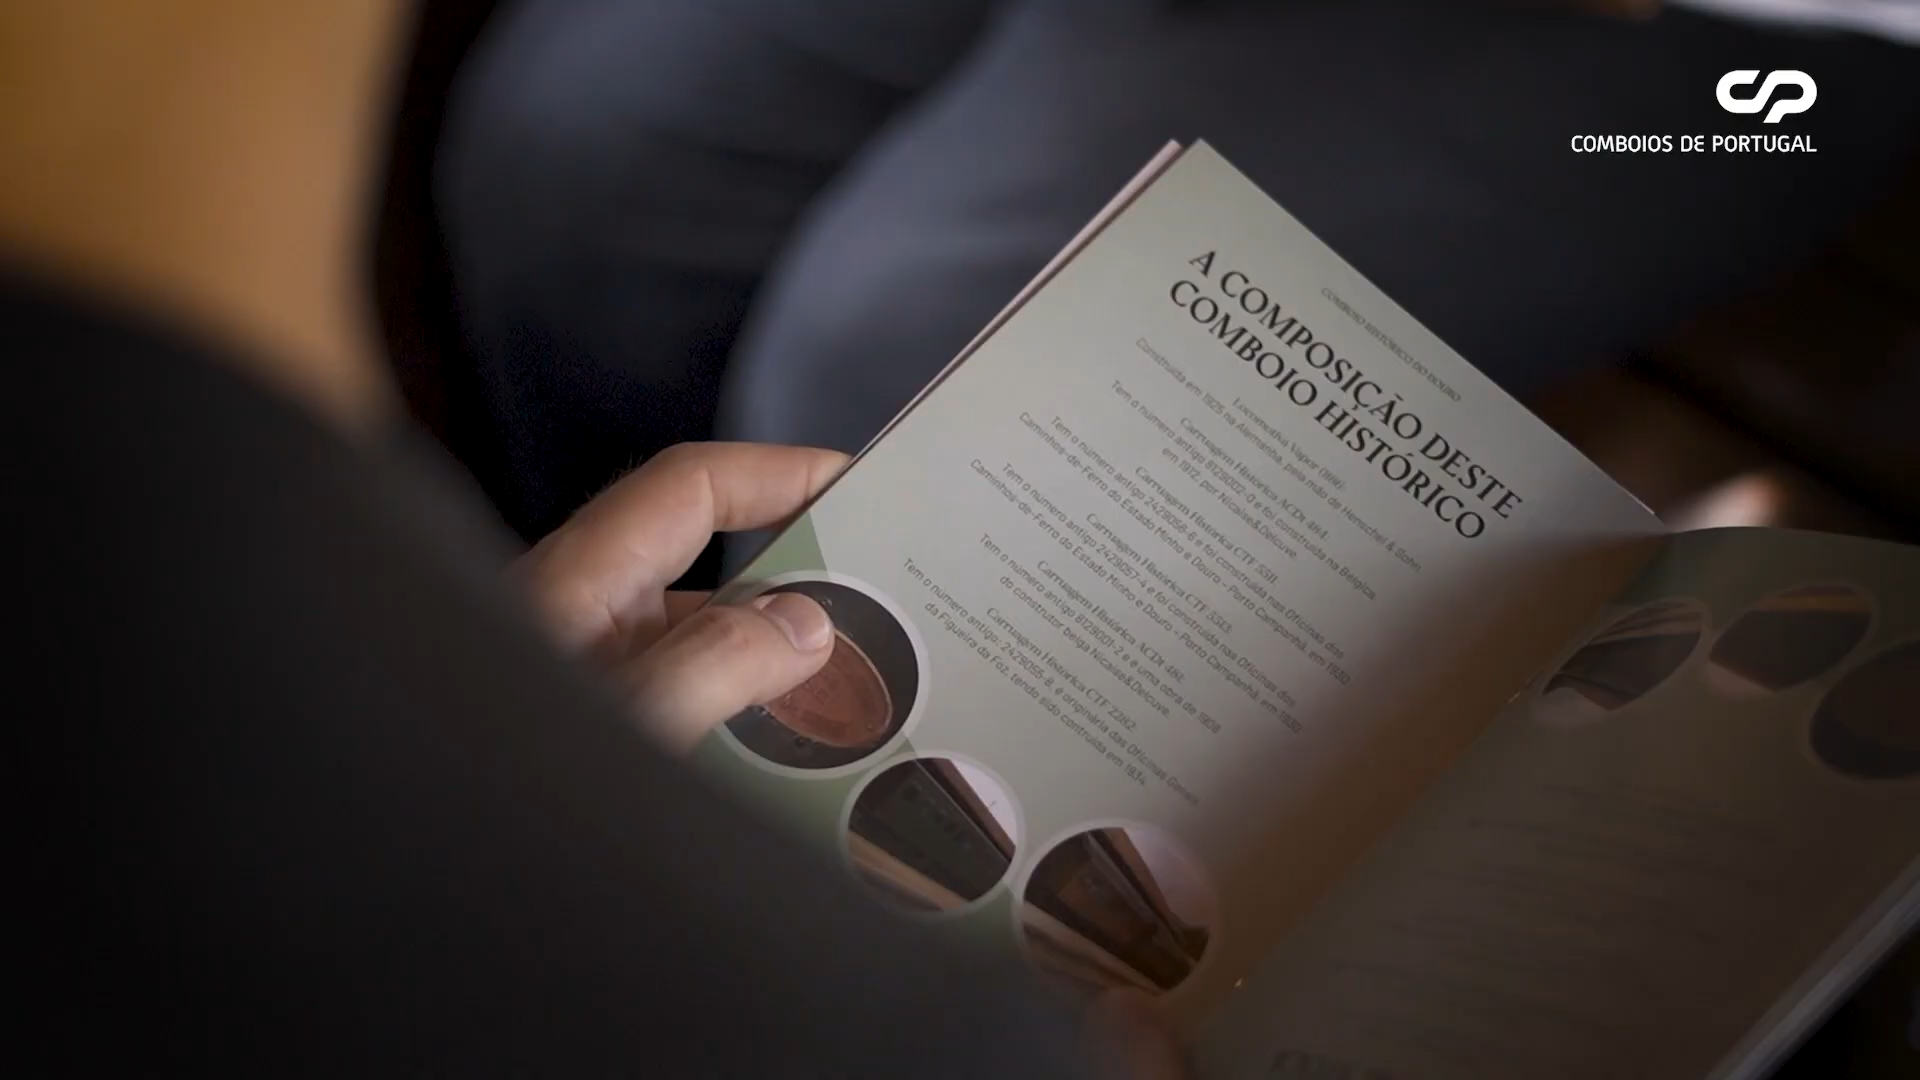 CP
COMBOIOS DE PORTUGAL
COMBOIO HISTÓRICO DO DOURO
A COMPOSIÇÃO DESTE
COMBOIO HISTÓRICO
Locomotiva Vapor
Construída em 1925 na Alemanha, pela mão de Henschel & Sohn.
Carruagem Histórica ACDt 484:
Tem o número antigo 8129002-0 e foi construída na Bélgica,
em 1912, por Nicaise&Delcuve.
Carruagem Histórica CTF 5311:
Tem o número antigo 2429056-6 e foi construída nas Oficinas dos
Caminhos-de-Ferro do Estado Minho e Douro - Porto Campanhã, em 1930.
Carruagem Histórica CTF 5313:
Tem o número antigo 2429057-4 e foi construída nas Oficinas dos
Caminhos-de-Ferro do Estado Minho e Douro - Porto Campanhã, em 1930.
Carruagem Histórica ACDt 481:
Tem o número antigo 8129001-2 e é uma obra de 1908
do construtor belga Nicaise&Delcuve.
Carruagem Histórica CTF 2282:
Tem o número antigo: 2429055-8, é originária das Oficinas Gerais
da Figueira da Foz, tendo sido contruída em 1934.